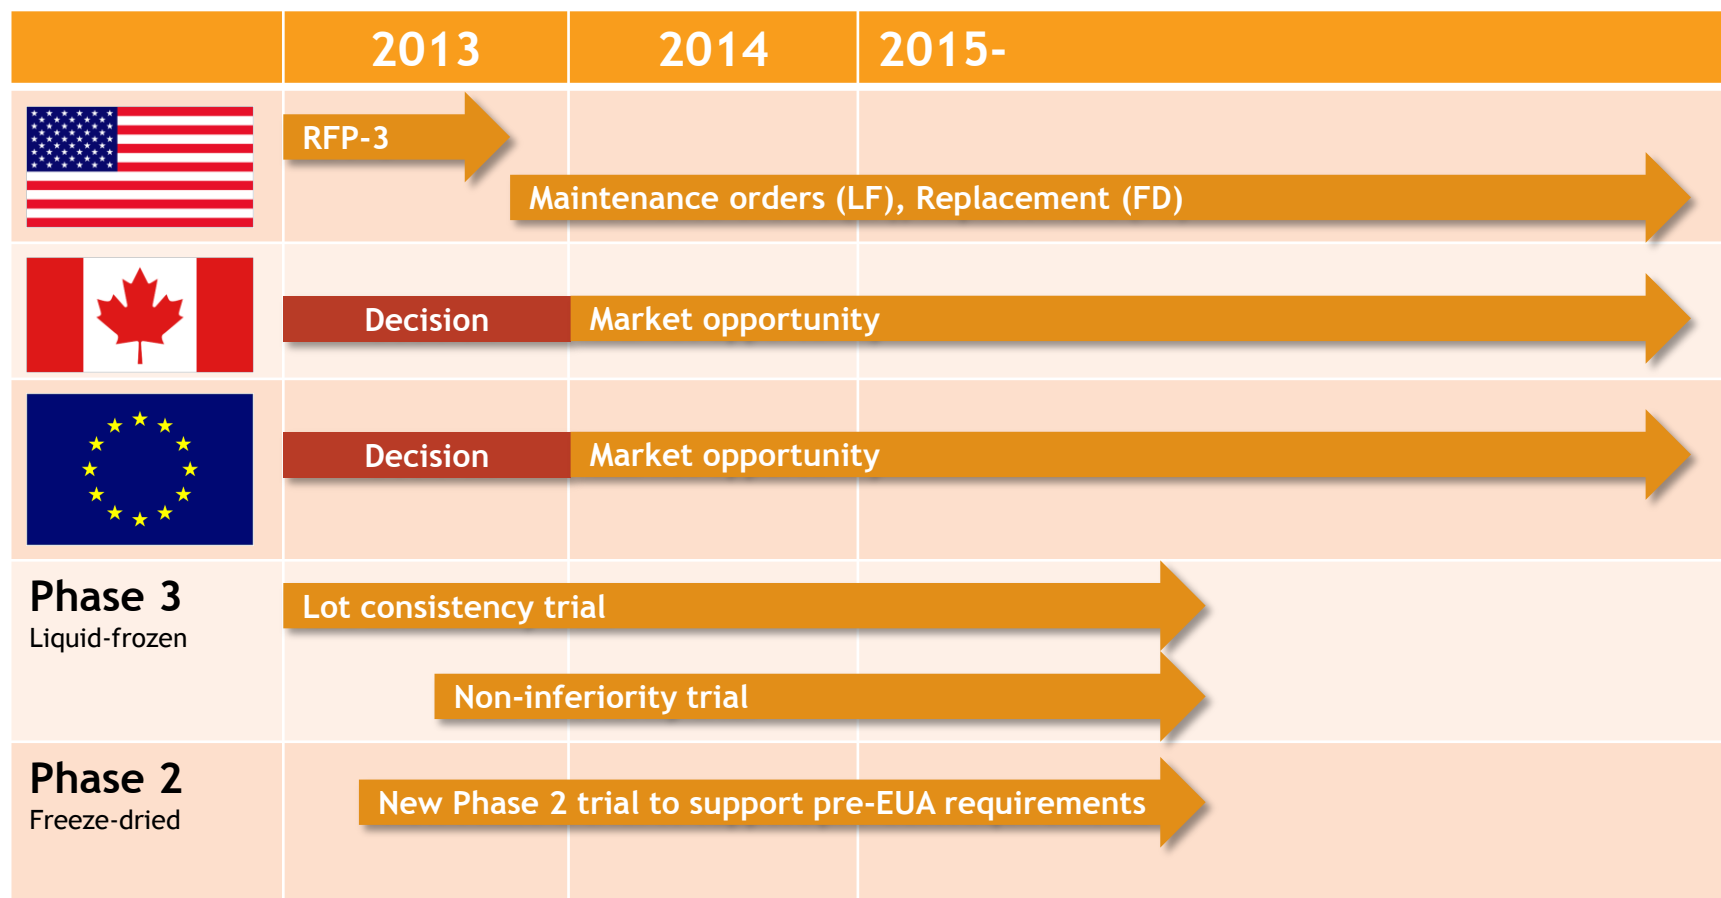 2013
2014
2015-
RFP-3
Maintenance orders (LF), Replacement (FD)
Decision
Market opportunity
Decision
Market opportunity
Phase 3
Liquid-frozen
Lot consistency trial
Non-inferiority trial
Phase 2
Freeze-dried
New Phase 2 trial to support pre-EUA requirements